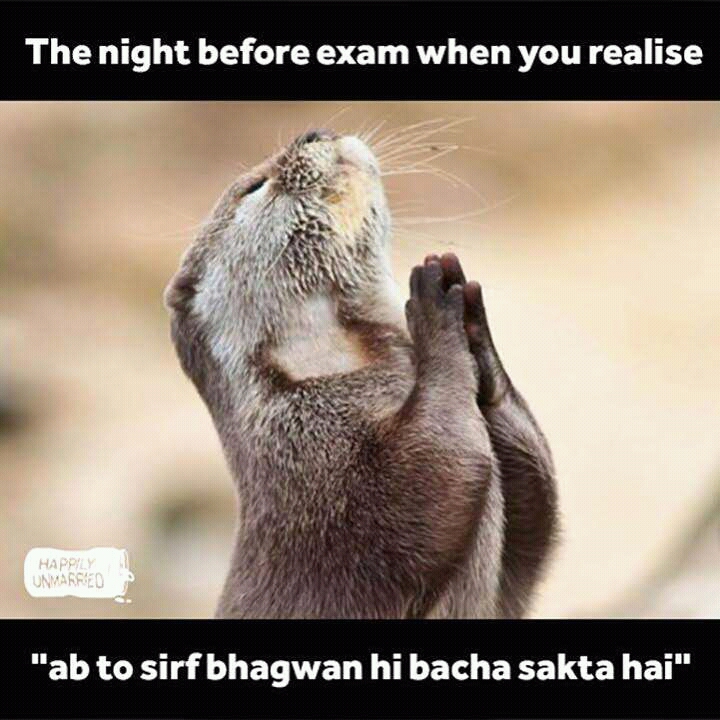 The night before exam when you realise
HAPPILY
UNMARRIED
"ab to sirf bhagwan hi bacha sakta hai"